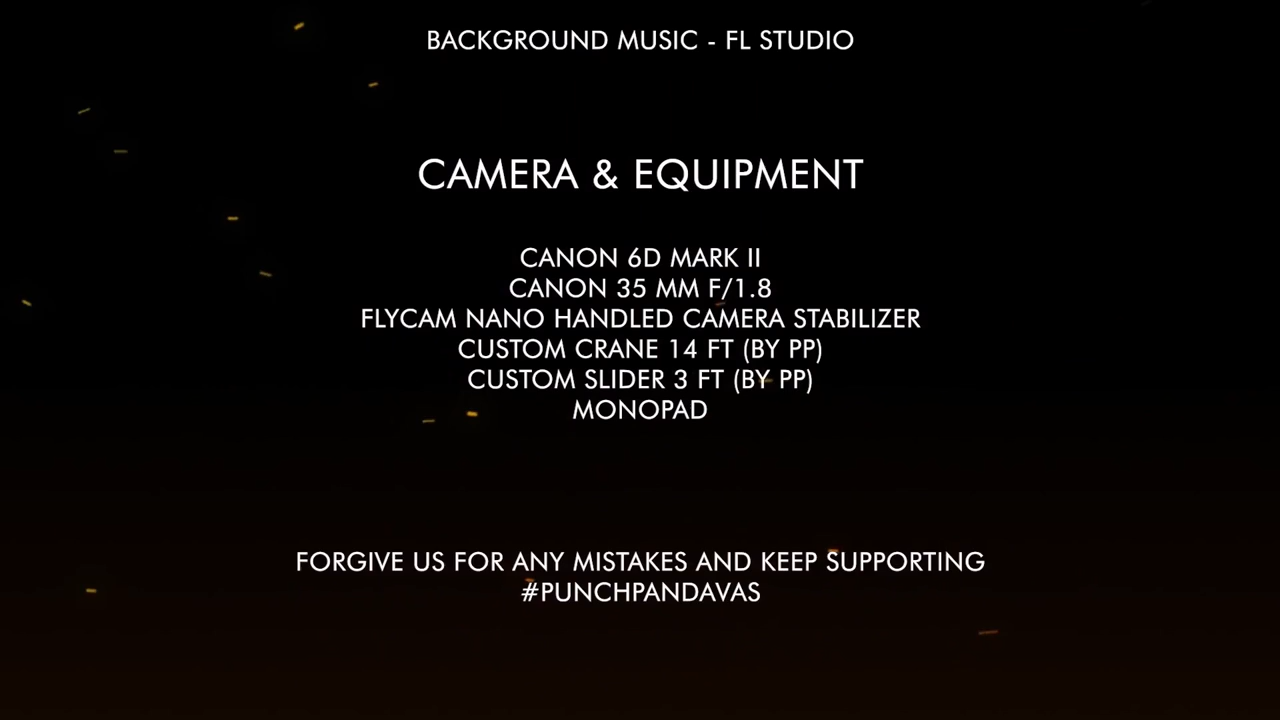 BACKGROUND MUSIC - FL STUDIO
CAMERA & EQUIPMENT
CANON 6D MARK II
CANON 35 MM F/1.8
FLYCAM NANO HANDLED CAMERA STABILIZER
CUSTOM CRANE 14 FT (BY PP)
CUSTOM SLIDER 3 FT (BY PP)
MONOPAD
FORGIVE US FOR ANY MISTAKES AND KEEP SUPPORTING
#PUNCHPANDAVAS